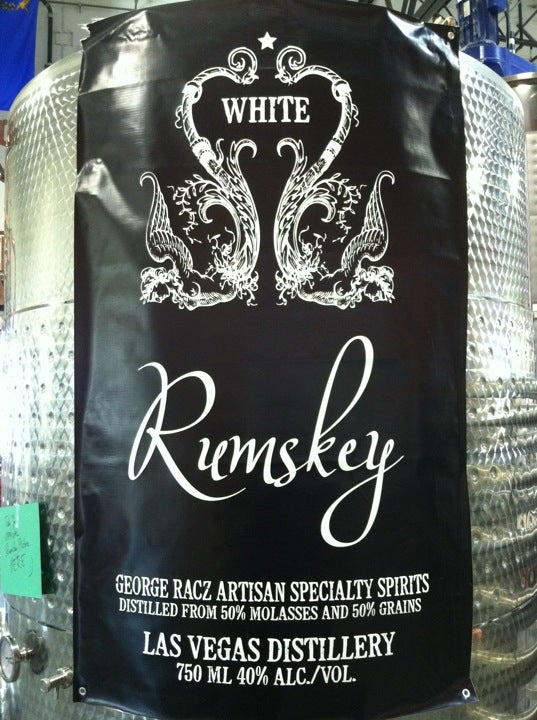 WHITE
Rumskey
GEORGE RACZ ARTISAN SPECIALTY SPIRITS
DISTILLED FROM 50% MOLASSES AND 50% GRAINS
LAS VEGAS DISTILLERY
750 ML 40% ALC./VOL.
HERE